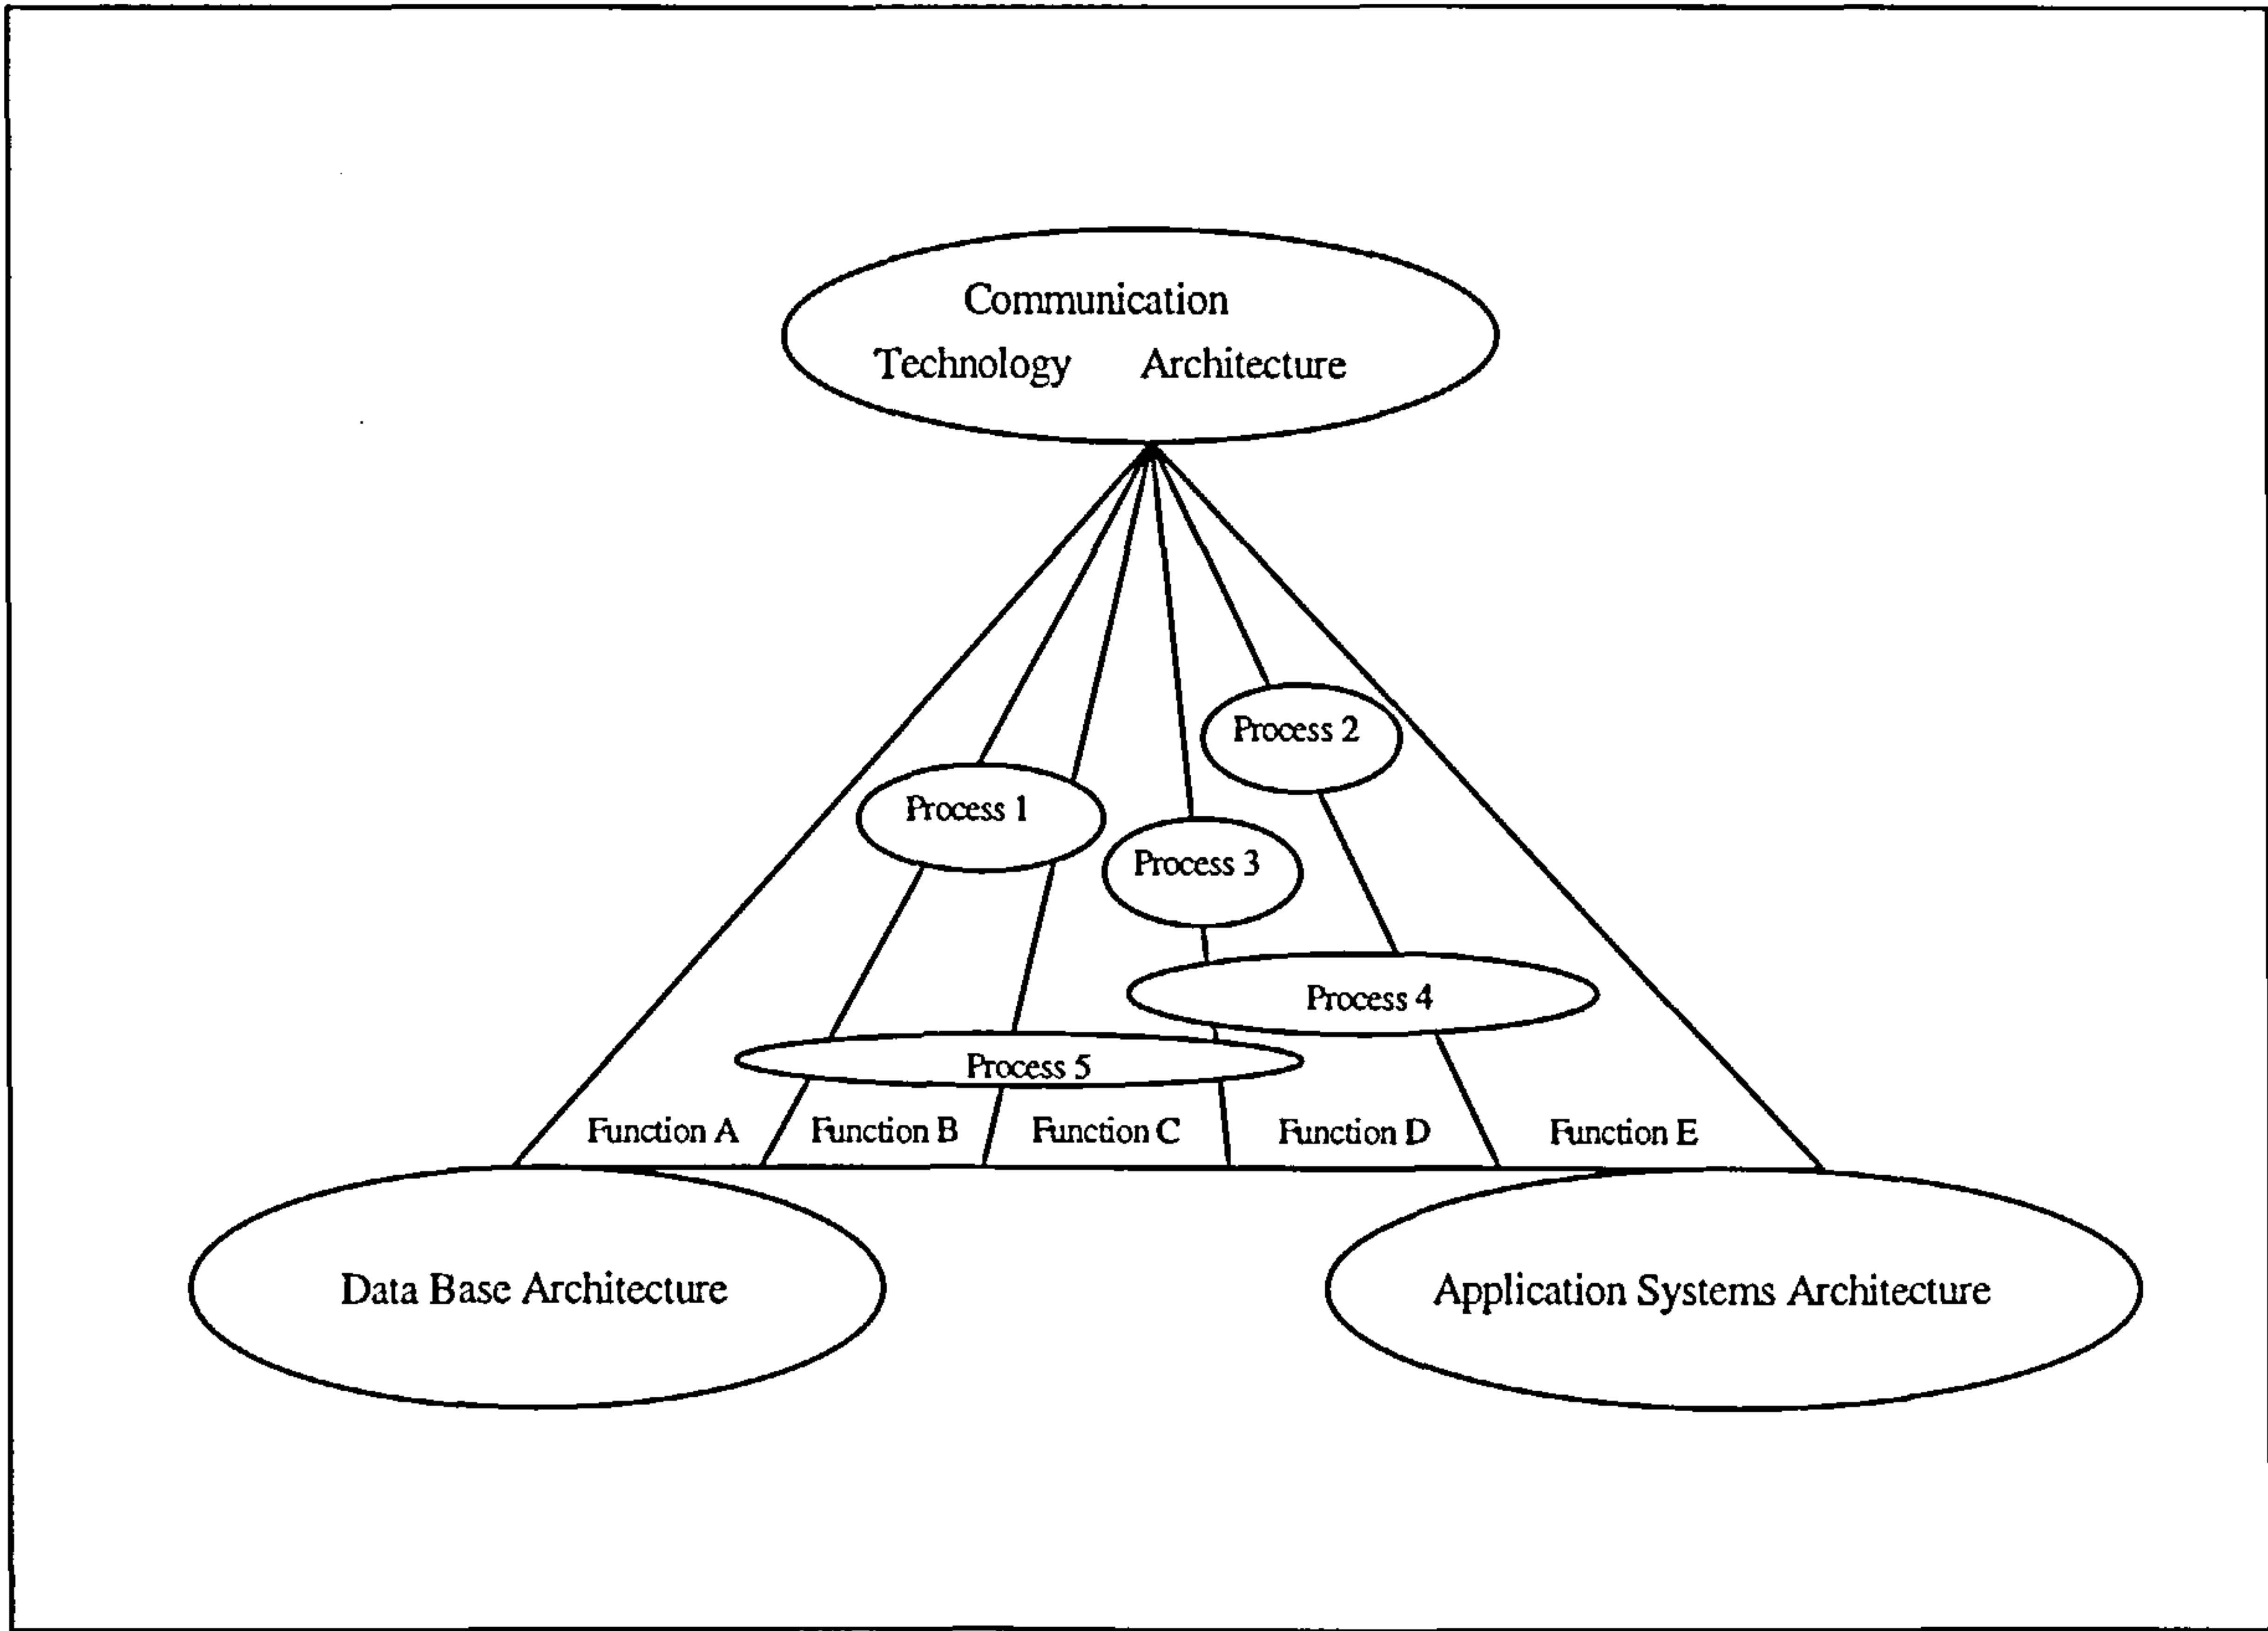 Communication
Technology Architecture
Process 2
Process 1
Process 3
Process 4
Process 5
Function A Function B Function C Function D Function E
Data Base Architecture Application Systems Architecture